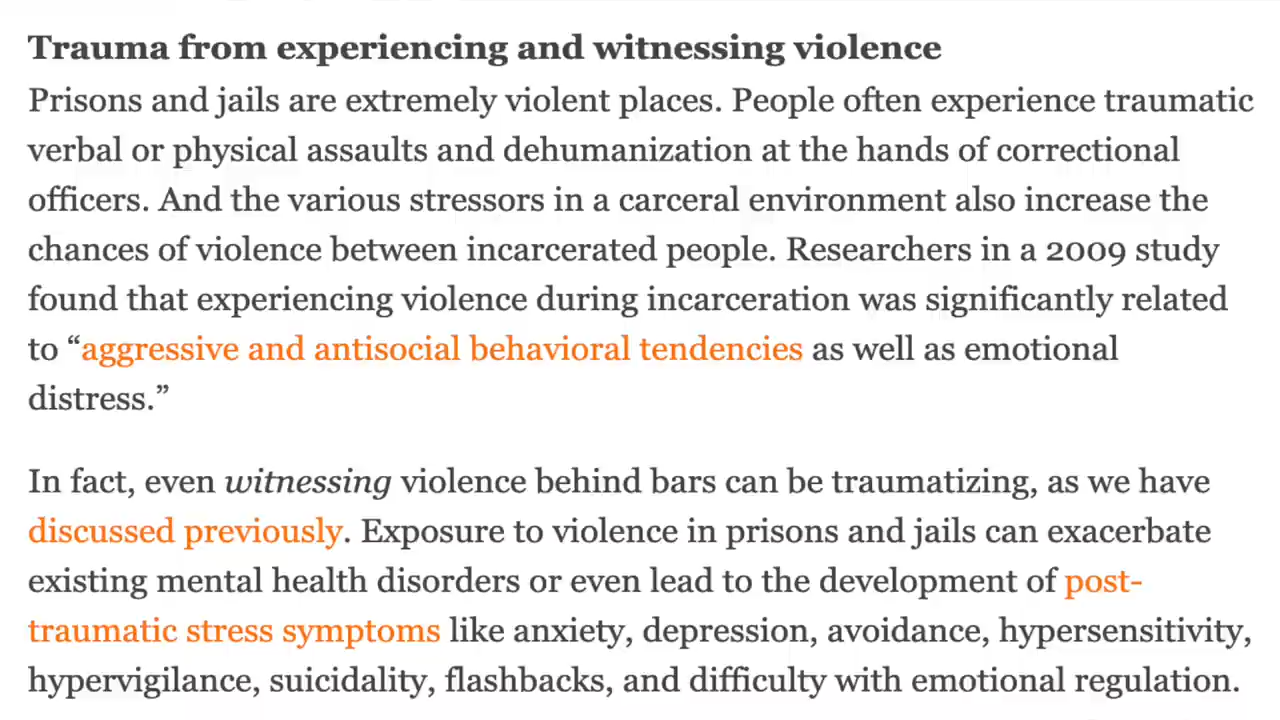 Trauma from experiencing and witnessing violence
Prisons and jails are extremely violent places. People often experience traumatic
verbal or physical assaults and dehumanization at the hands of correctional
officers. And the various stressors in a carceral environment also increase the
chances of violence between incarcerated people. Researchers in a 2009 study
found that experiencing violence during incarceration was significantly related
to “aggressive and antisocial behavioral tendencies as well as emotional
distress.”
In fact, even witnessing violence behind bars can be traumatizing, as we have
discussed previously. Exposure to violence in prisons and jails can exacerbate
existing mental health disorders or even lead to the development of post-
traumatic stress symptoms like anxiety, depression, avoidance, hypersensitivity,
hypervigilance, suicidality, flashbacks, and difficulty with emotional regulation.